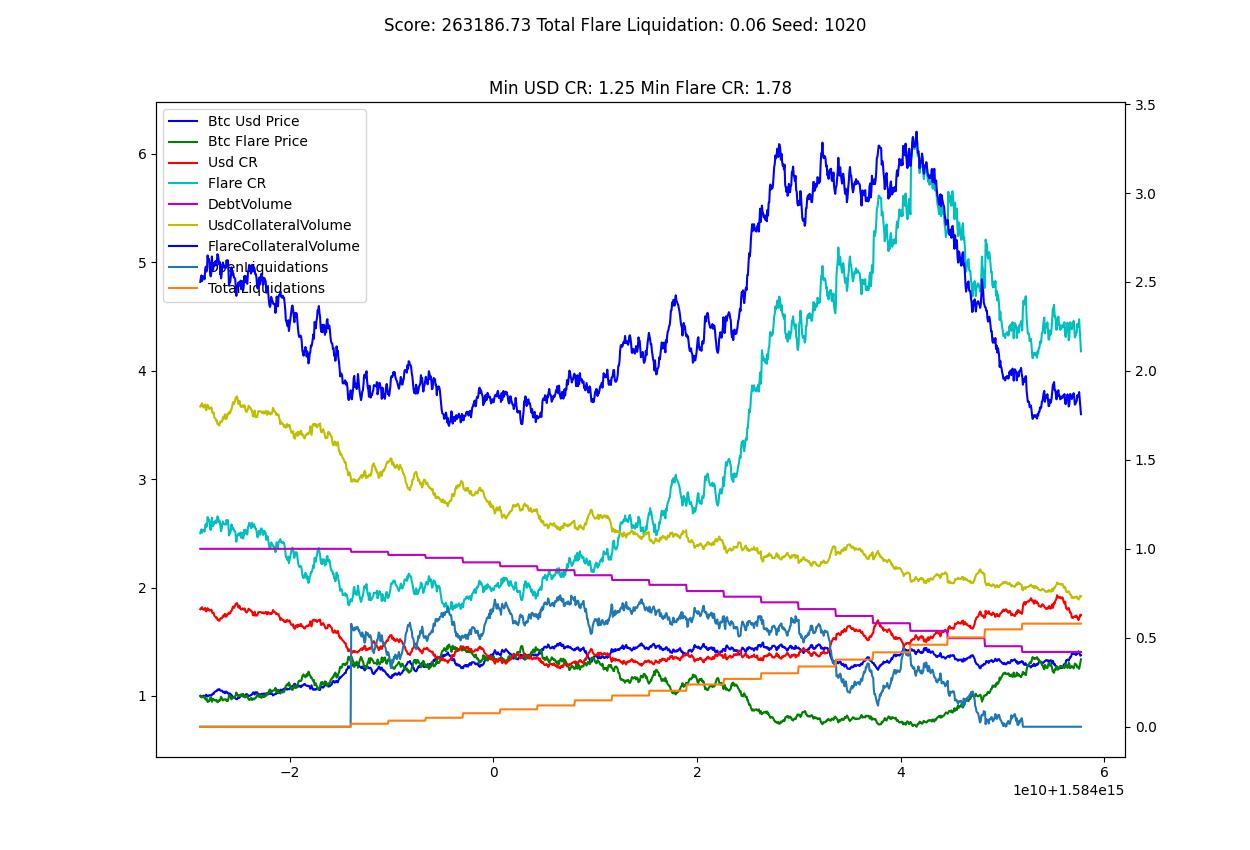 Score: 263186.73 Total Flare Liquidation: 0.06 Seed: 1020
Min USD CR: 1.25 Min Flare CR: 1.78
Btc Usd Price
Btc Flare Price
Usd CR
Flare CR
DebtVolume
UsdCollateralVolume
FlareCollateralVolume
OpenLiquidations
TotalLiquidations
6
5
4
3
2
1
3.5
3.0
2.5
2.0
1.5
1.0
0.5
0.0
−2 0 2 4 6
1e10+1.584e15